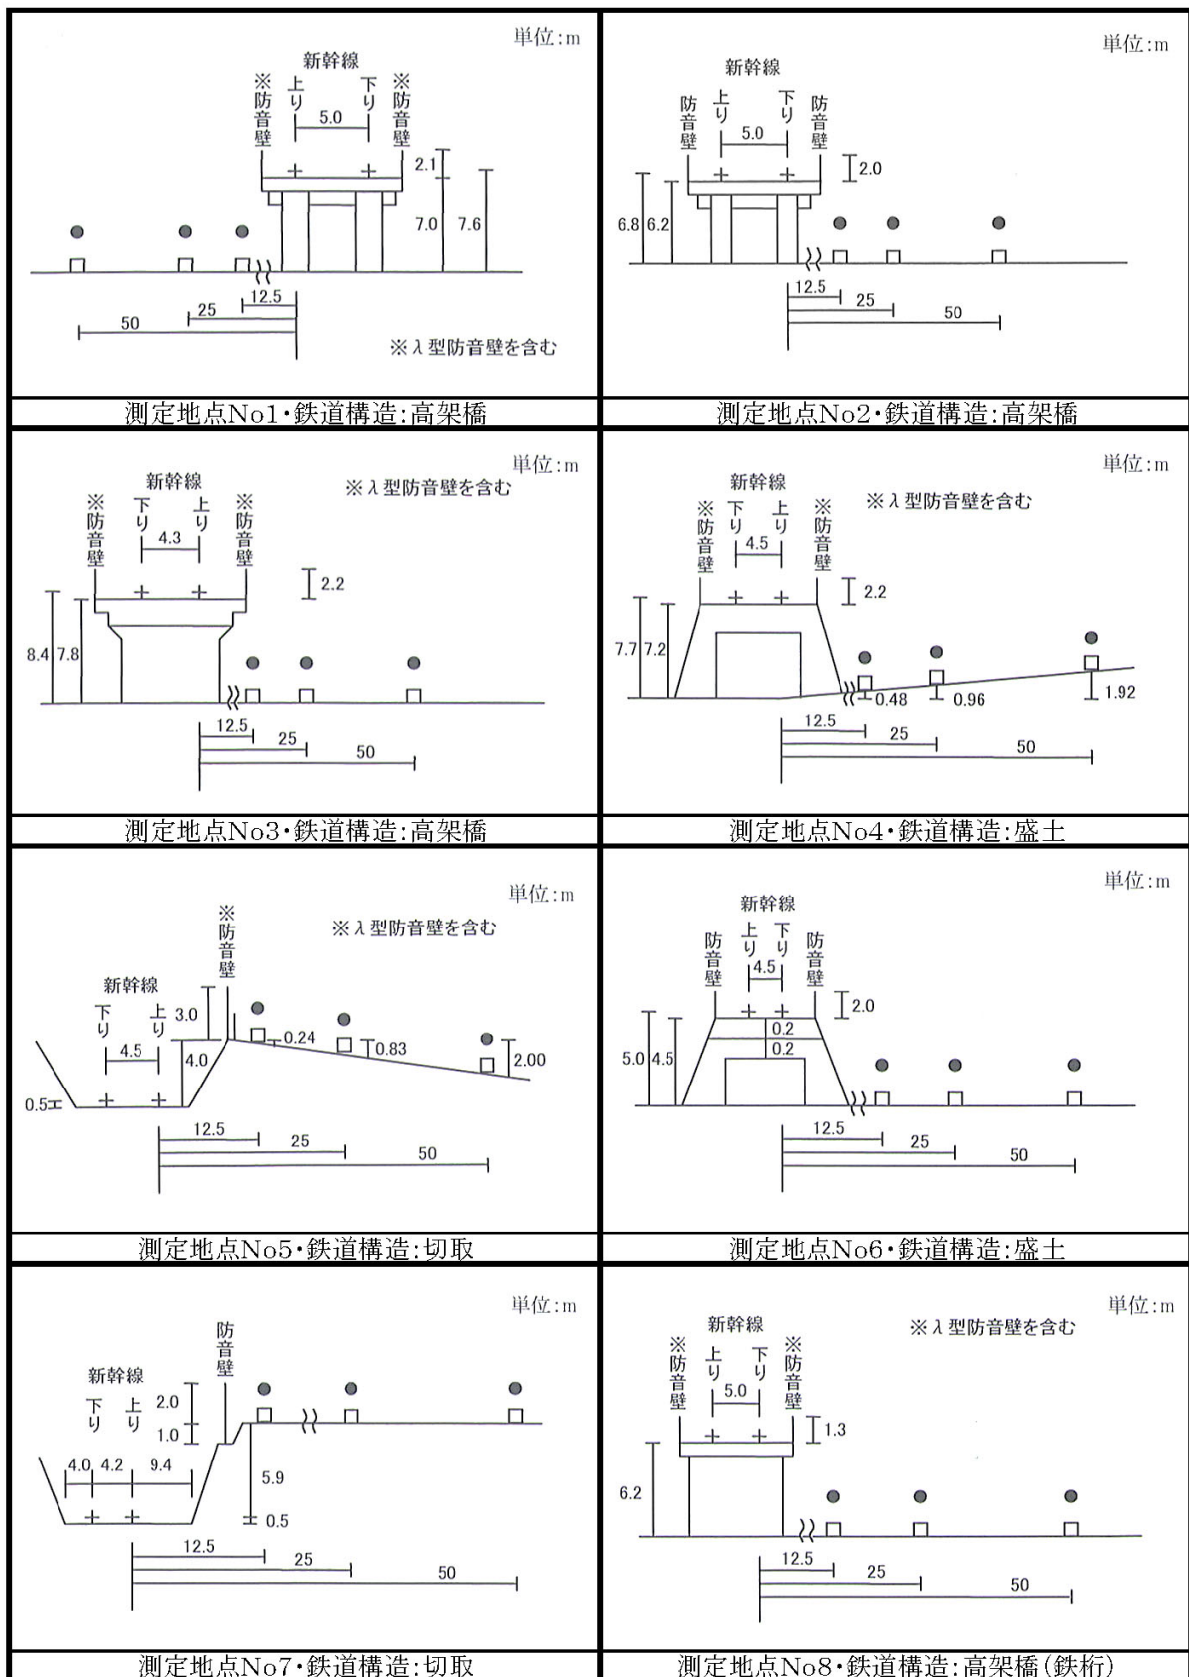 単位:m
新幹線
※防音壁
上り
下り
※防音壁
5.0
2.1
7.0
7.6
12.5
25
50
※λ型防音壁を含む
測定地点No1・鉄道構造:高架橋
単位:m
新幹線
防音壁
上り
下り
防音壁
5.0
2.0
6.8
6.2
12.5
25
50
測定地点No2・鉄道構造:高架橋
単位:m
新幹線
※λ型防音壁を含む
※防音壁
下り
上り
※防音壁
4.3
2.2
8.4
7.8
12.5
25
50
測定地点No3・鉄道構造:高架橋
単位:m
新幹線
※λ型防音壁を含む
※防音壁
下り
上り
※防音壁
4.5
2.2
7.7
7.2
0.48
0.96
1.92
12.5
25
50
測定地点No4・鉄道構造:盛土
単位:m
※防音壁
※λ型防音壁を含む
新幹線
下り
上り
3.0
4.5
4.0
0.24
0.83
2.00
0.5
12.5
25
50
測定地点No5・鉄道構造:切取
単位:m
新幹線
防音壁
上り
下り
防音壁
4.5
2.0
0.2
0.2
5.0
4.5
12.5
25
50
測定地点No6・鉄道構造:盛土
単位:m
防音壁
新幹線
下り
上り
2.0
1.0
4.0
4.2
9.4
5.9
0.5
12.5
25
50
測定地点No7・鉄道構造:切取
単位:m
新幹線
※λ型防音壁を含む
※防音壁
上り
下り
※防音壁
5.0
1.3
6.2
12.5
25
50
測定地点No8・鉄道構造:高架橋(鉄桁)